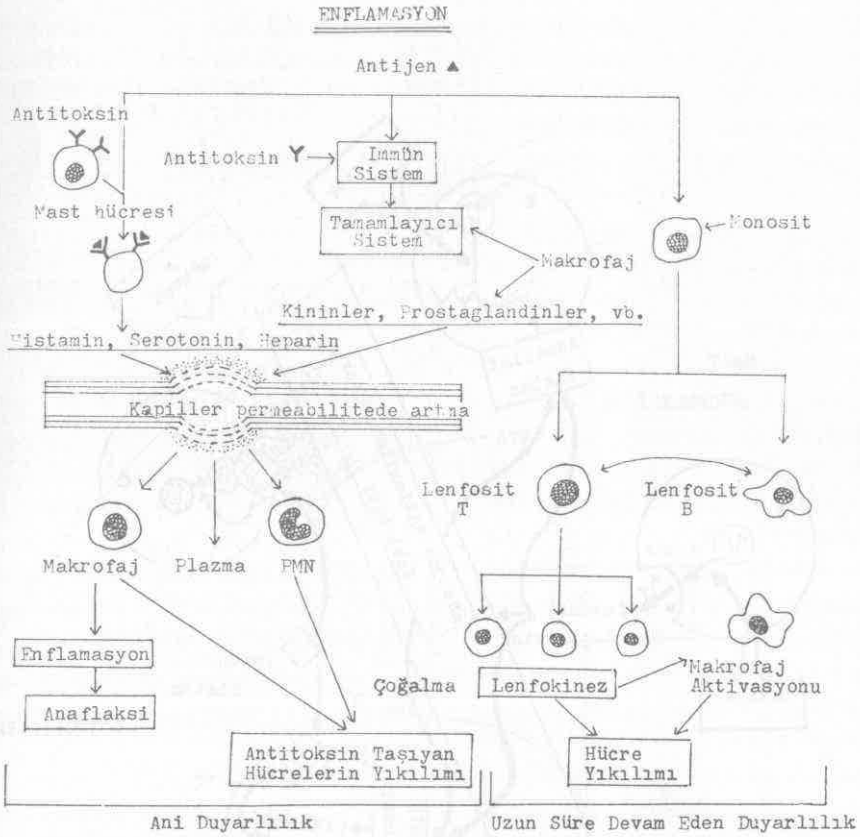 ENFLAMASYON
Antijen ▲
Antitoksin
Antitoksin Y
Immün
Sistem
Mast hücresi
Tamamlayıcı
Sistem
Monosit
Makrofaj
Kininler, Prostaglandinler, vb.
Histamin, Serotonin, Heparin
Kapiller permeabilitede artma
Lenfosit
T
Lenfosit
B
Makrofaj
Plazma
PMN
Enflamasyon
Anaflaksi
Çoğalma
Lenfokinez
Makrofaj
Aktivasyonu
Antitoksin Taşıyan
Hücrelerin Yıkılımı
Hücre
Yıkılımı
Ani Duyarlılık
Uzun Süre Devam Eden Duyarlılık